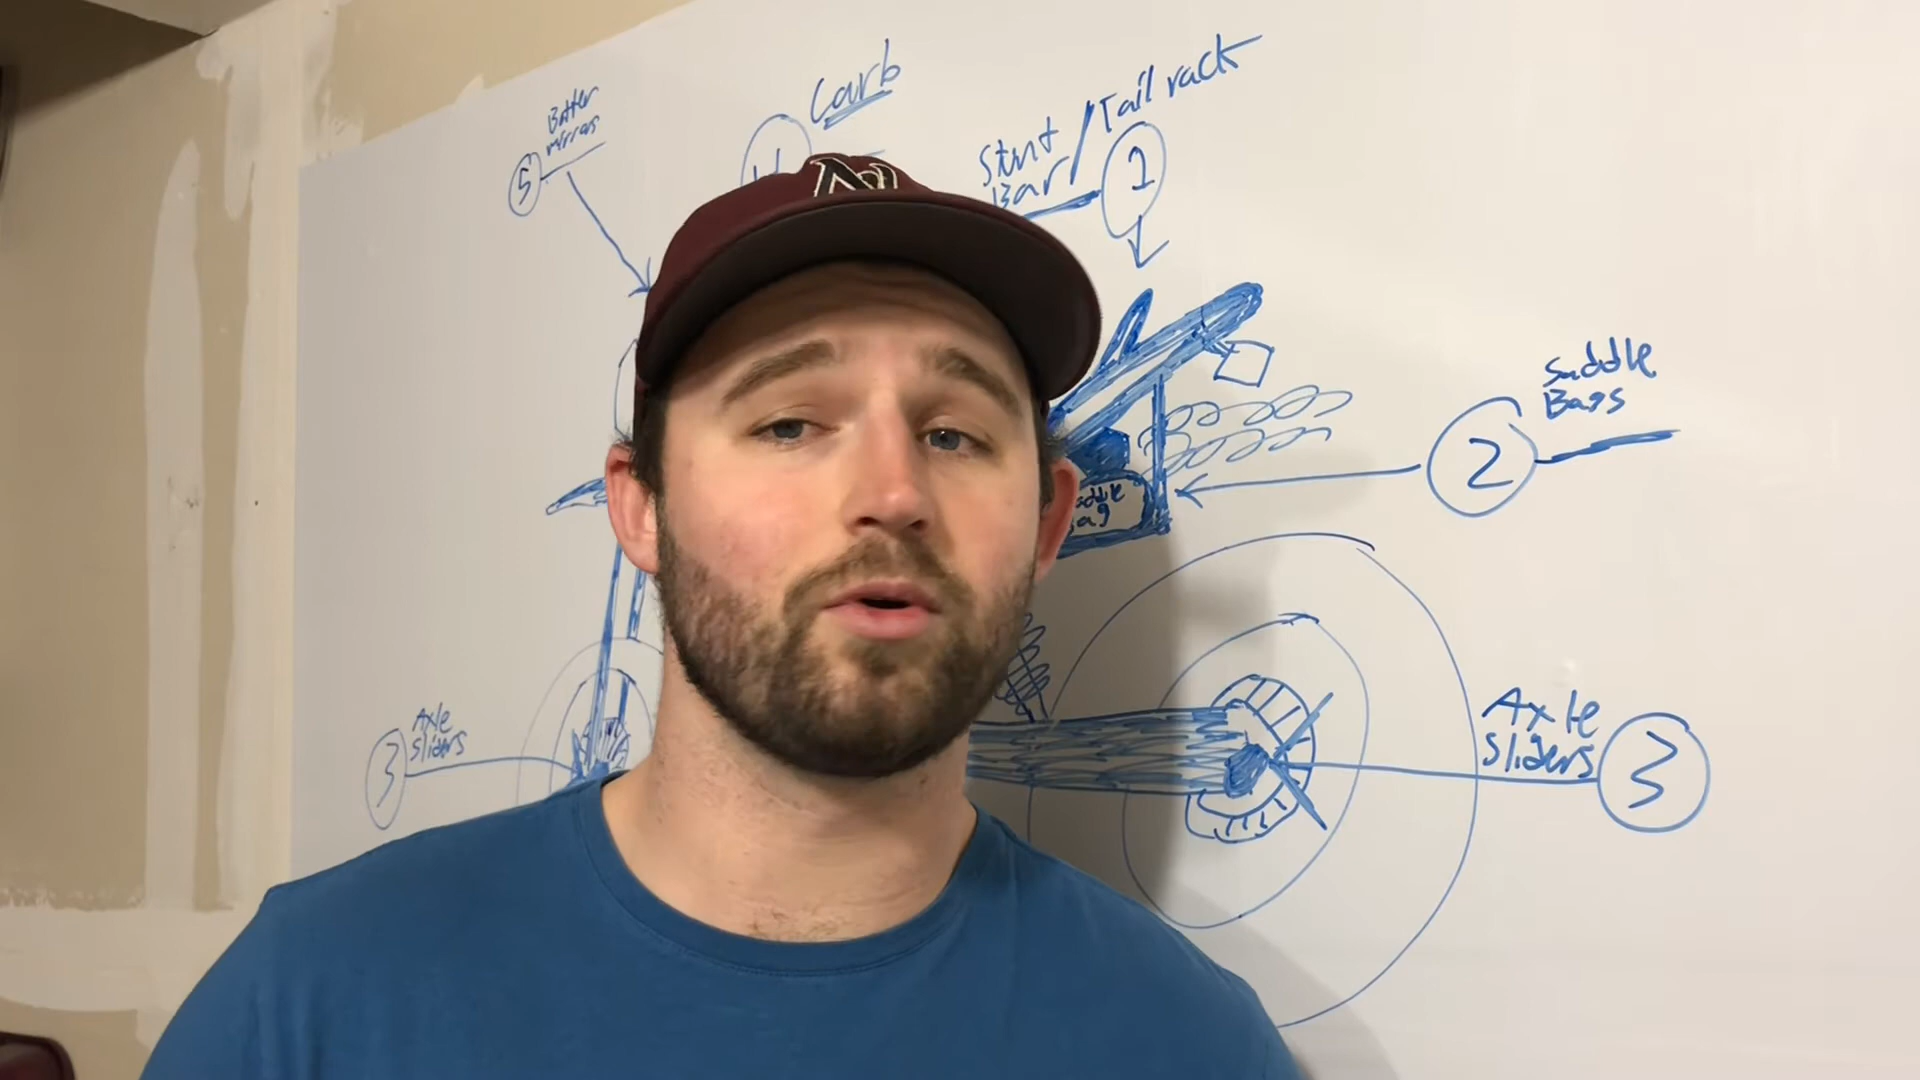 Carb
Stunt
Bar/Tail rack
1
Better
mirrors
5
Saddle
Bags
2
Axle
Sliders
3
Axle
Sliders
3